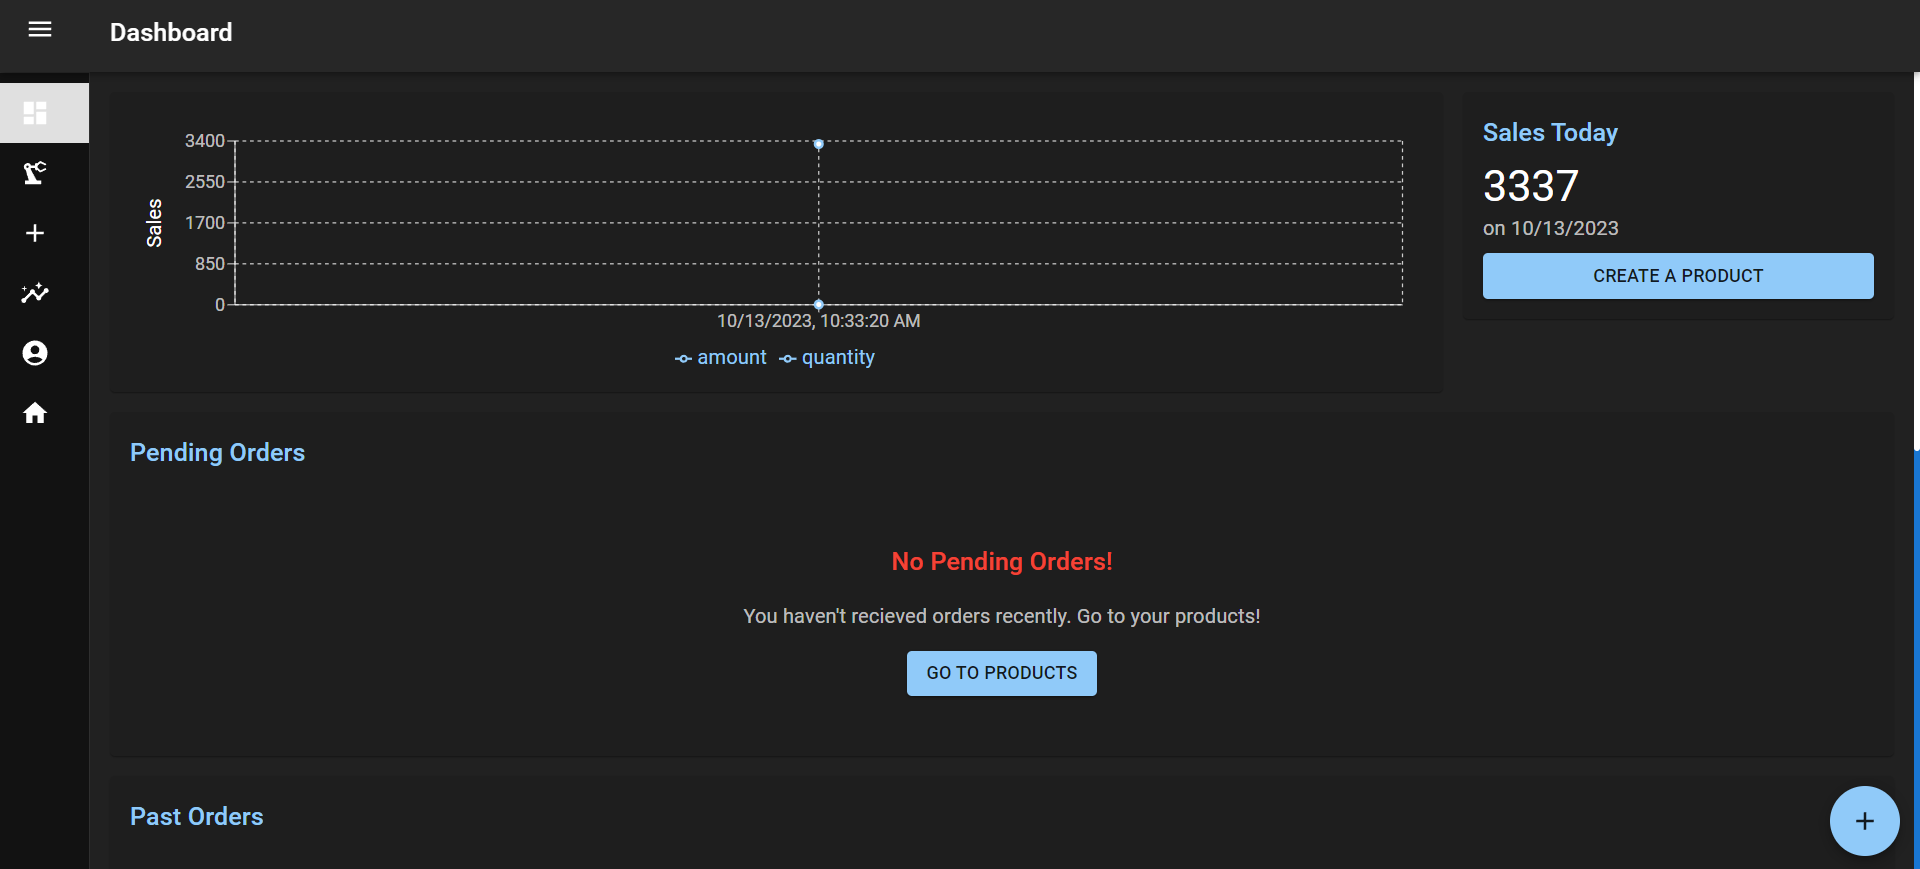 Dashboard
3400
2550
1700
850
0
Sales
10/13/2023, 10:33:20 AM
amount quantity
Sales Today
3337
on 10/13/2023
CREATE A PRODUCT
Pending Orders
No Pending Orders!
You haven't recieved orders recently. Go to your products!
GO TO PRODUCTS
Past Orders